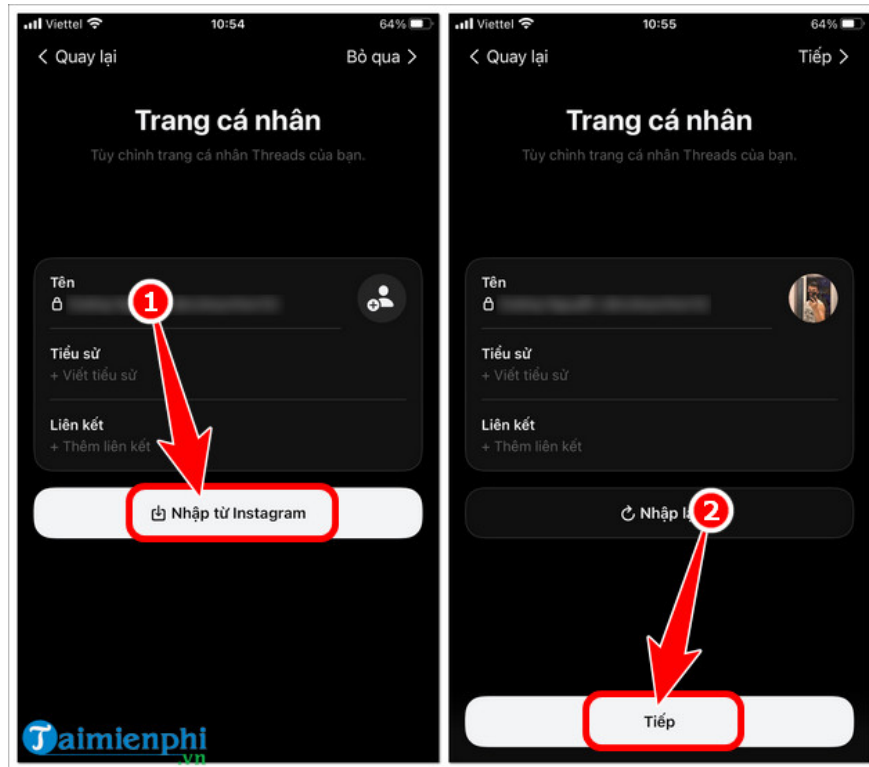 Viettel 10:54 64%
Quay lại Bỏ qua
Trang cá nhân
Tùy chỉnh trang cá nhân Threads của bạn.
Tên
1
Tiểu sử
+ Viết tiểu sử
Liên kết
+ Thêm liên kết
Nhập từ Instagram
Taimienphi
.vn
Viettel 10:55 64%
Quay lại Tiếp
Trang cá nhân
Tùy chỉnh trang cá nhân Threads của bạn.
Tên
Tiểu sử
+ Viết tiểu sử
Liên kết
+ Thêm liên kết
Nhập
2
Tiếp